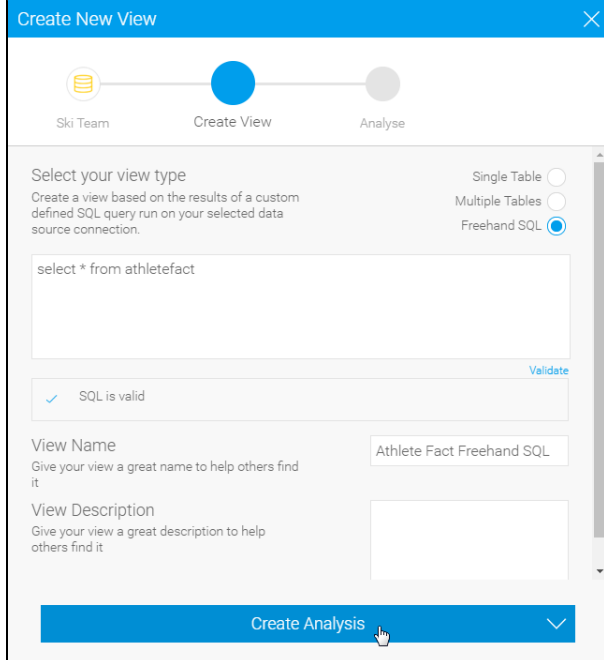 Create New View
Ski Team
Create View
Analyse
Select your view type
Create a view based on the results of a custom
defined SQL query run on your selected data
source connection.
Single Table
Multiple Tables
Freehand SQL
select * from athletefact
Validate
SQL is valid
View Name
Give your view a great name to help others find
it
Athlete Fact Freehand SQL
View Description
Give your view a great description to help
others find it
Create Analysis